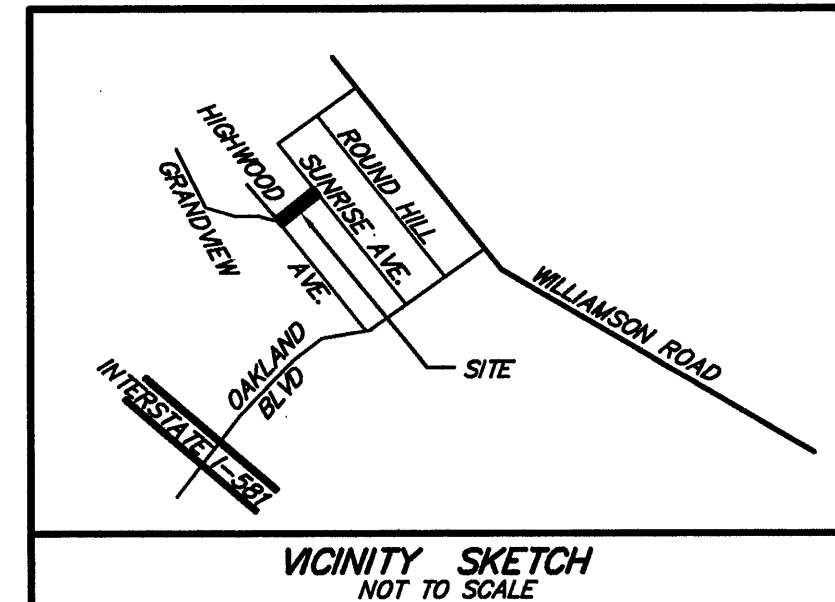 HIGHWOOD
AVE.
GRANDVIEW
SUNRISE AVE.
ROUND HILL
WILLIAMSON ROAD
OAKLAND
BLVD
SITE
INTERSTATE I-581
VICINITY SKETCH
NOT TO SCALE